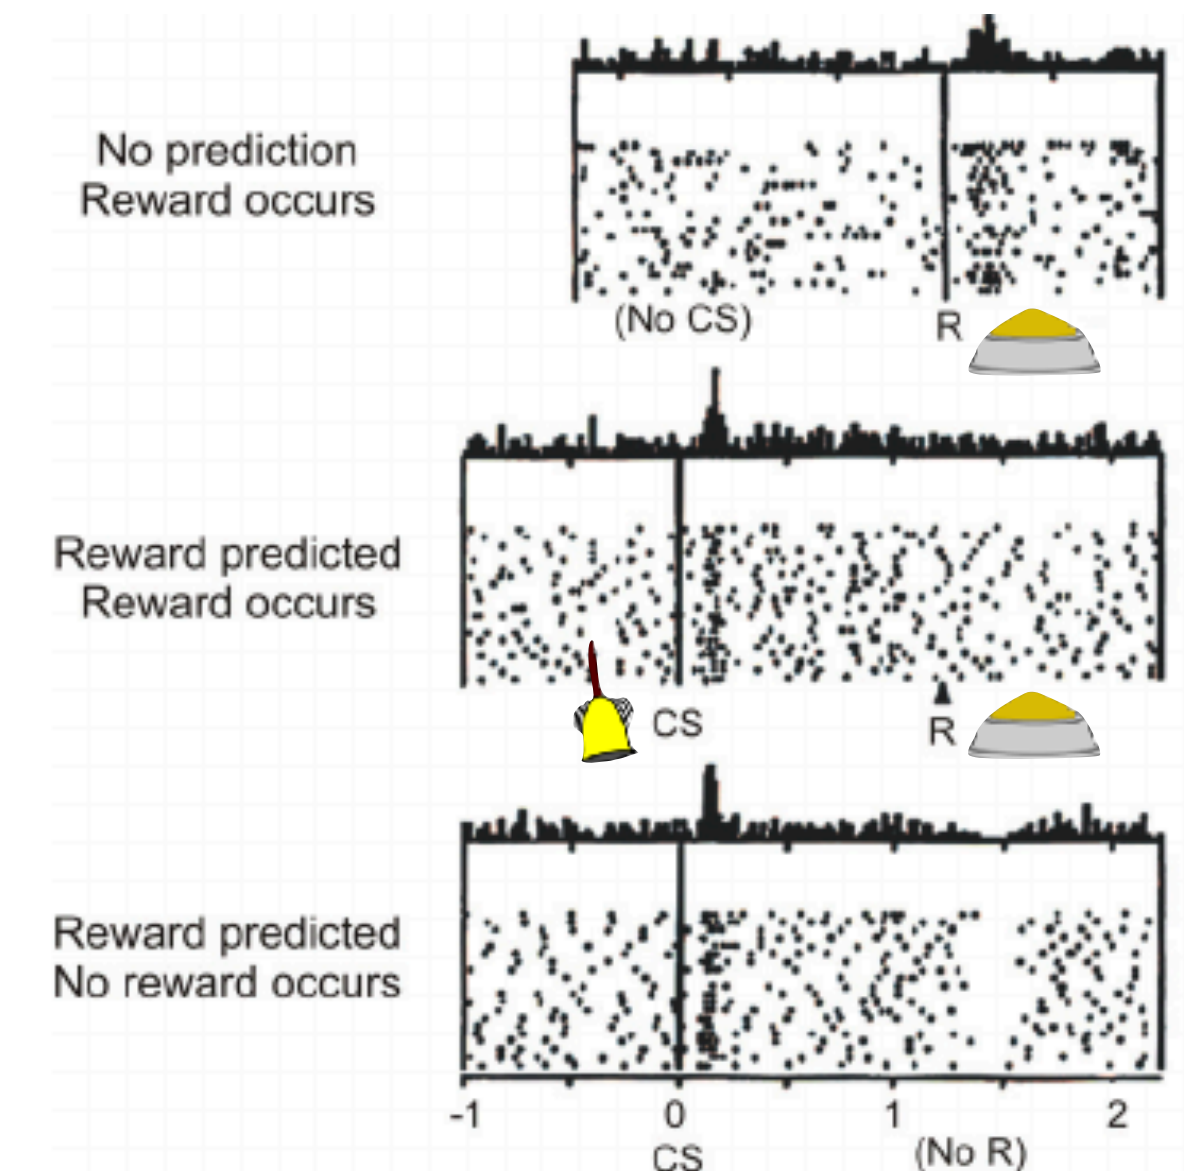 No prediction
Reward occurs
(No CS)
R
Reward predicted
Reward occurs
CS
R
Reward predicted
No reward occurs
-1
0
1
2
CS
(No R)